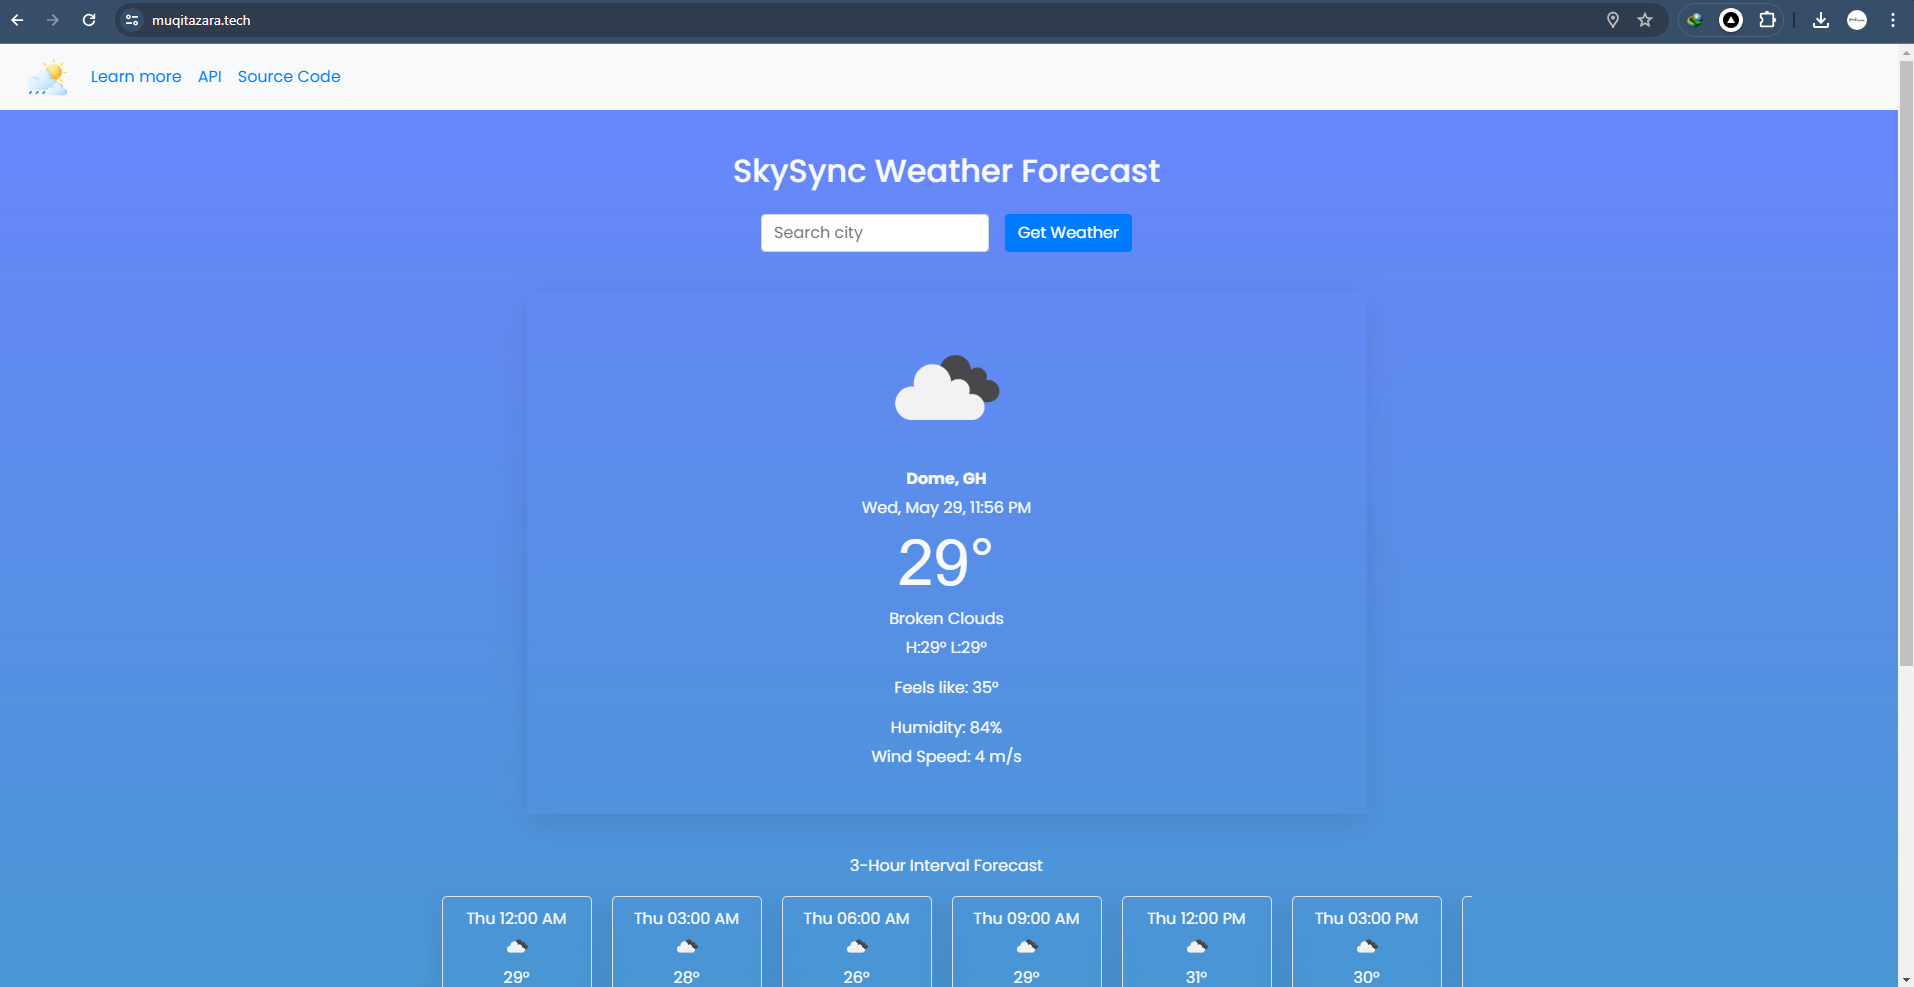 muqitazara.tech
Learn more API Source Code
SkySync Weather Forecast
Search city Get Weather
Dome, GH
Wed, May 29, 11:56 PM
29°
Broken Clouds
H:29° L:29°
Feels like: 35°
Humidity: 84%
Wind Speed: 4 m/s
3-Hour Interval Forecast
Thu 12:00 AM Thu 03:00 AM Thu 06:00 AM Thu 09:00 AM Thu 12:00 PM Thu 03:00 PM
29° 28° 26° 29° 31° 30°